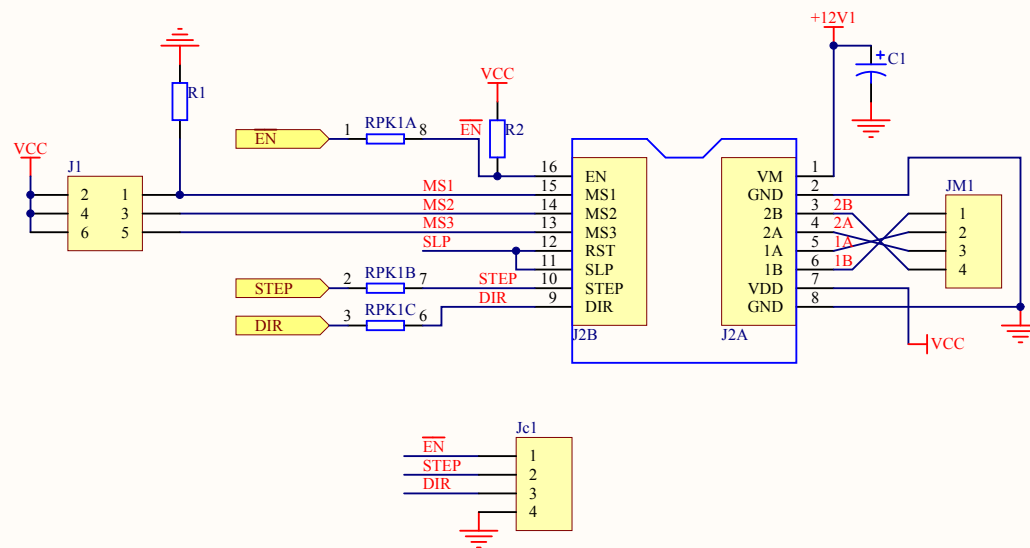 +12V1
C1
R1
VCC
R2
EN
1
RPK1A
8
EN
VCC
J1
2
1
4
3
6
5
MS1
MS2
MS3
SLP
16
EN
15
MS1
14
MS2
13
MS3
12
RST
11
SLP
10
STEP
9
DIR
J2B
STEP
2
RPK1B
7
STEP
DIR
3
RPK1C
6
DIR
VM
1
GND
2
2B
3
2B
2A
4
2A
1A
5
1A
1B
6
1B
VDD
7
GND
8
J2A
JM1
1
2
3
4
VCC
Jc1
EN
1
STEP
2
DIR
3
4